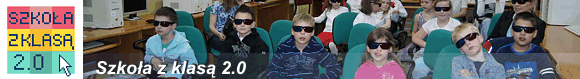 SZKOŁA
Z KLASĄ
2.0
Szkoła z klasą 2.0